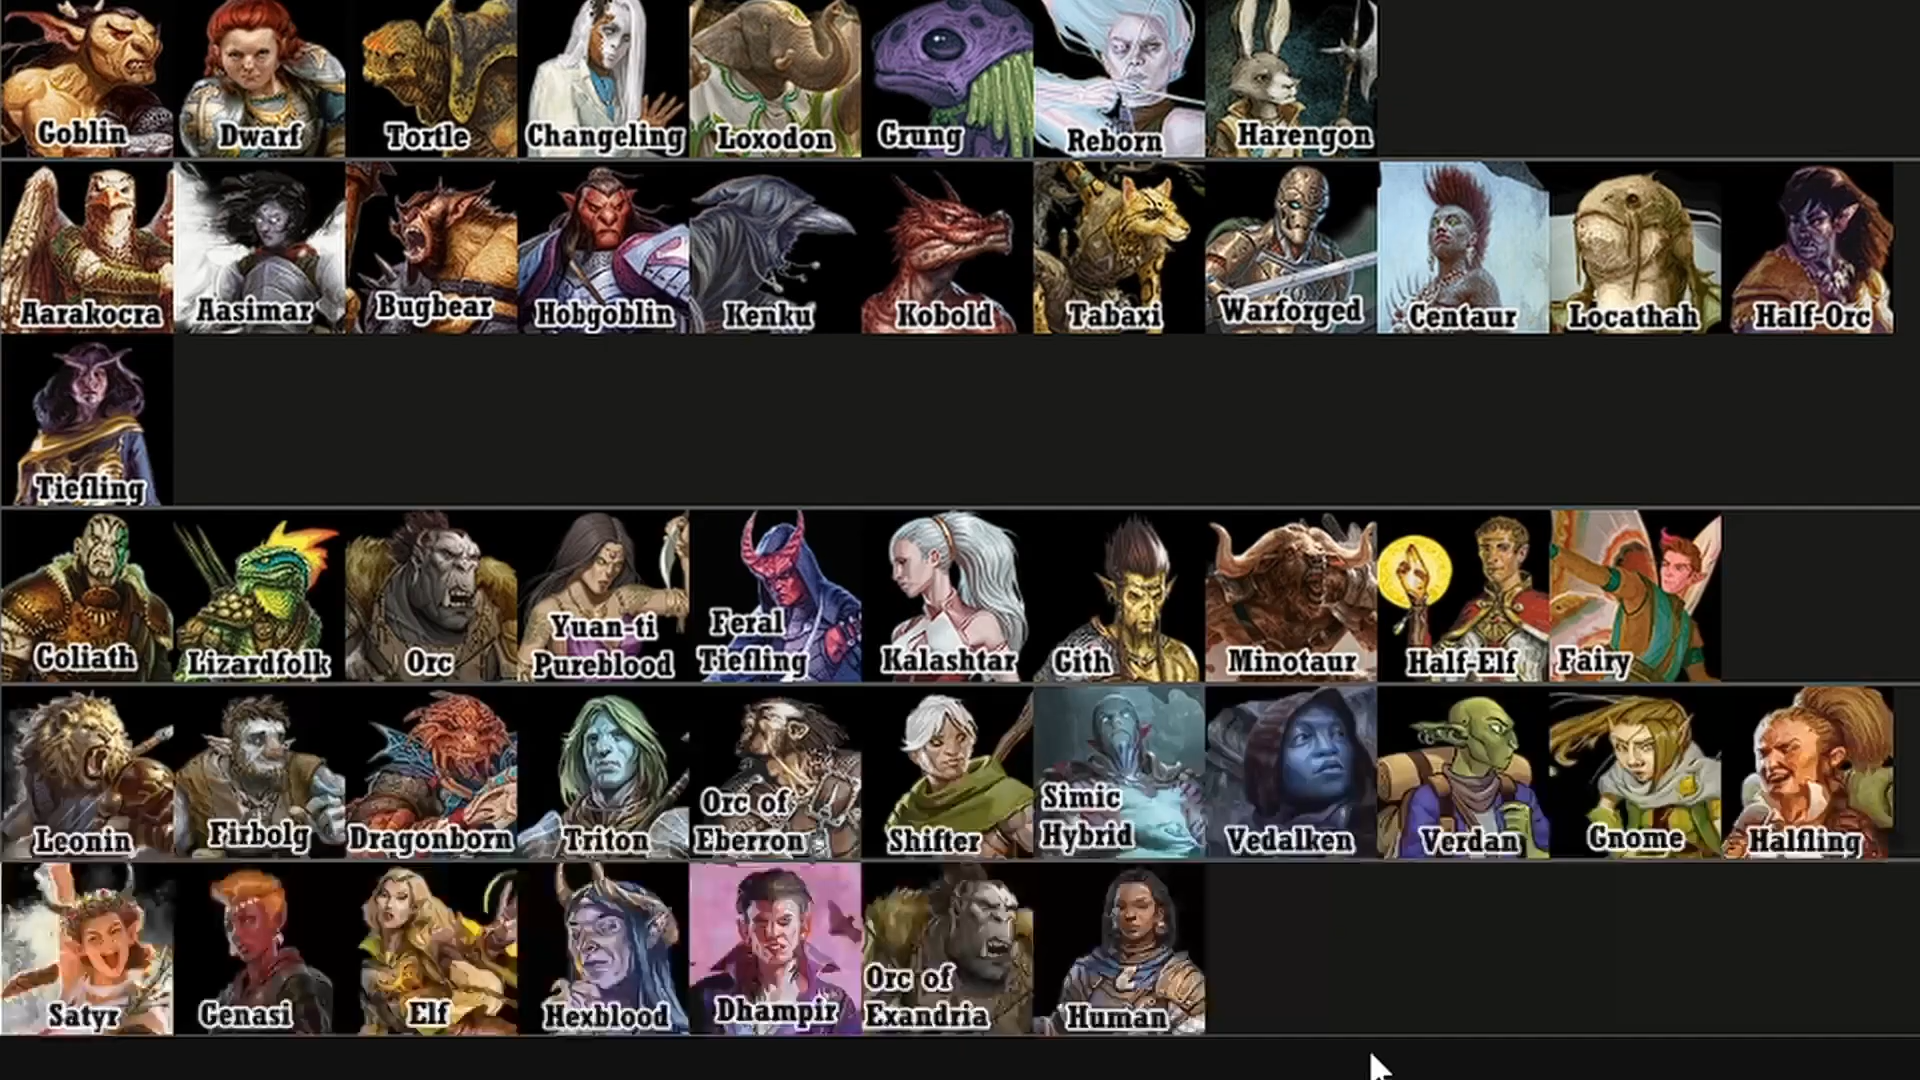 Goblin
Dwarf
Tortle
Changeling
Loxodon
Grung
Reborn
Harengon
Aarakocra
Aasimar
Bugbear
Hobgoblin
Kenku
Kobold
Tabaxi
Warforged
Centaur
Locathah
Half-Orc
Tiefling
Goliath
Lizardfolk
Orc
Yuan-ti
Pureblood
Feral
Tiefling
Kalashtar
Gith
Minotaur
Half-Elf
Fairy
Leonin
Firbolg
Dragonborn
Triton
Orc of
Eberron
Shifter
Simic
Hybrid
Vedalken
Verdan
Gnome
Halfling
Satyr
Genasi
Elf
Hexblood
Dhampir
Orc of
Exandria
Human